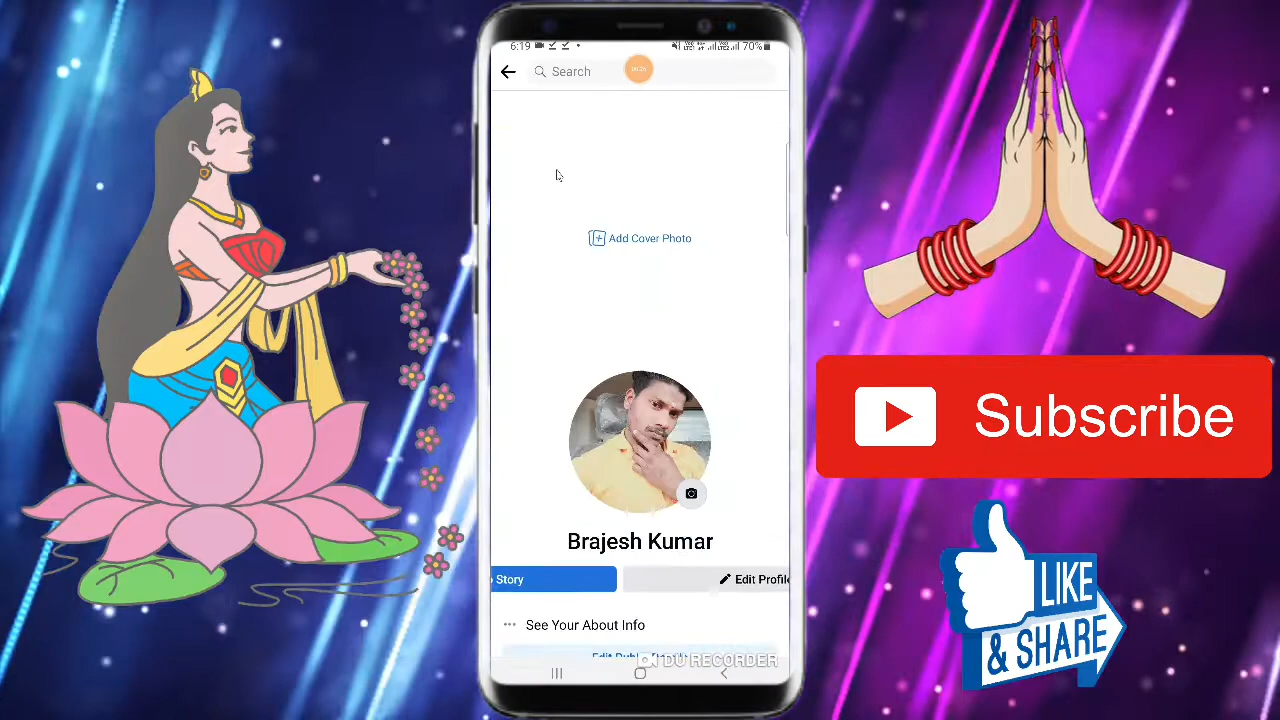 6:19
70%
Search
Add Cover Photo
Brajesh Kumar
Story
Edit Profile
See Your About Info
DU RECORDER
Subscribe
LIKE
& SHARE